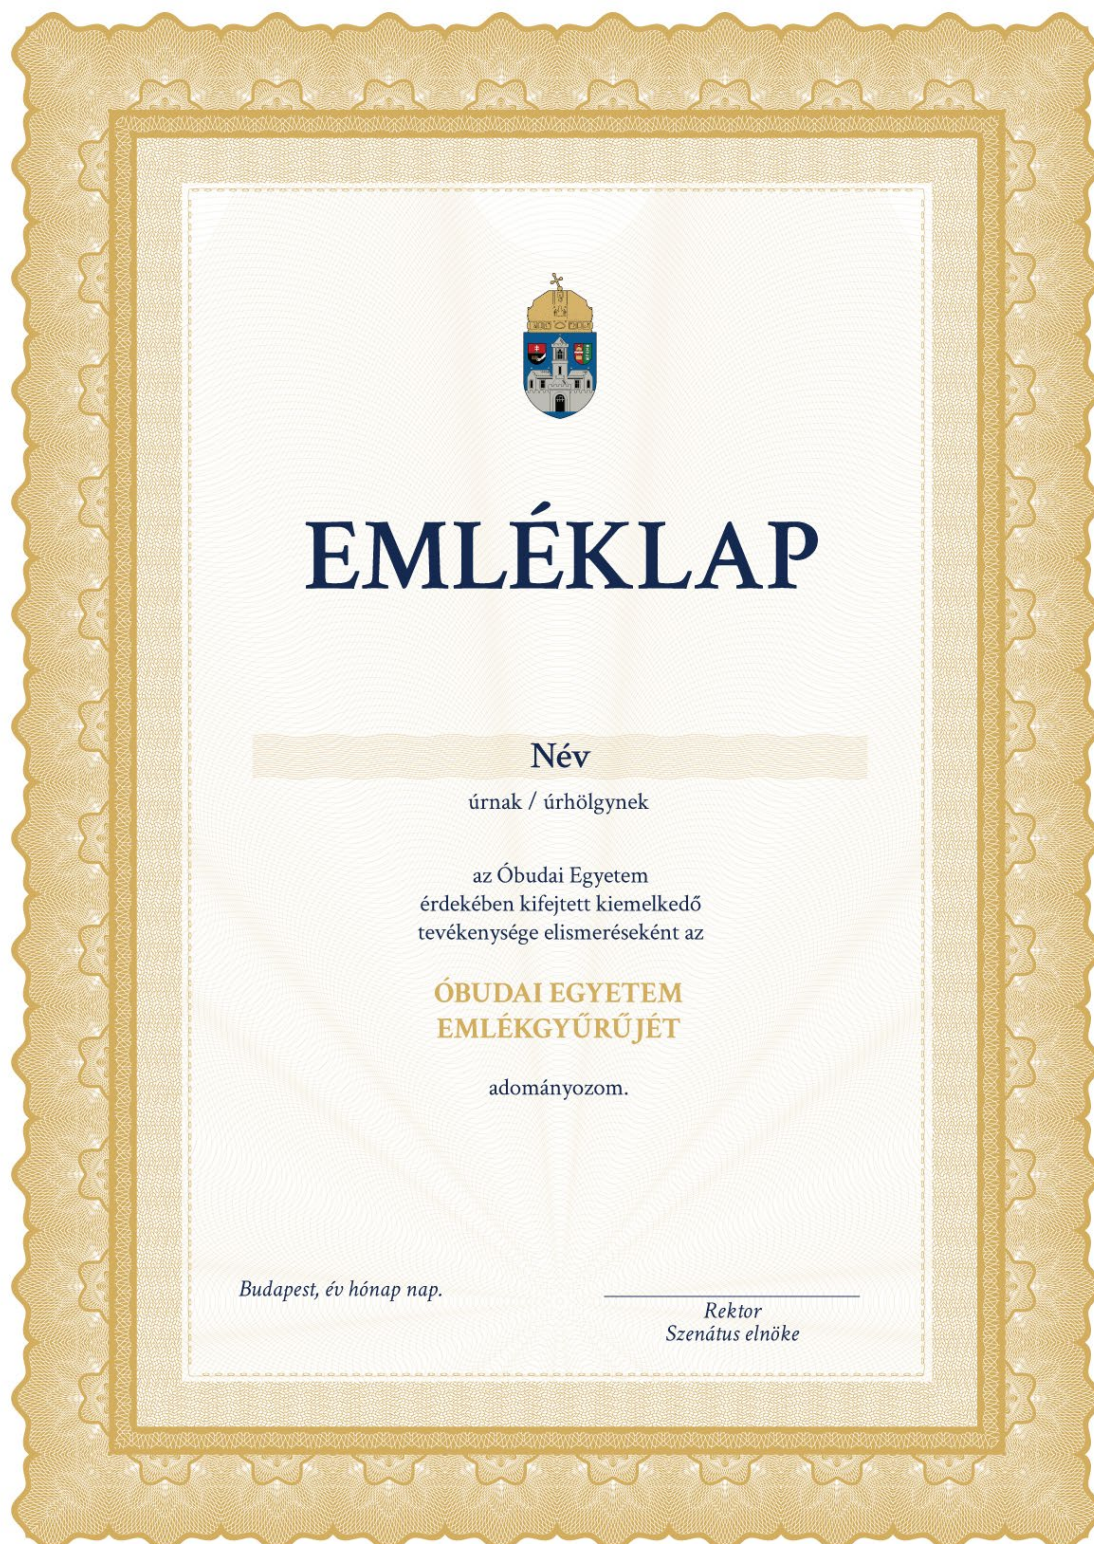 EMLÉKLAP
Név
úrnak / úrhölgynek
az Óbudai Egyetem
érdekében kifejtett kiemelkedő
tevékenysége elismeréseként az
ÓBUDAI EGYETEM
EMLÉKGYŰRŰJÉT
adományozom.
Budapest, év hónap nap.
Rektor
Szenátus elnöke